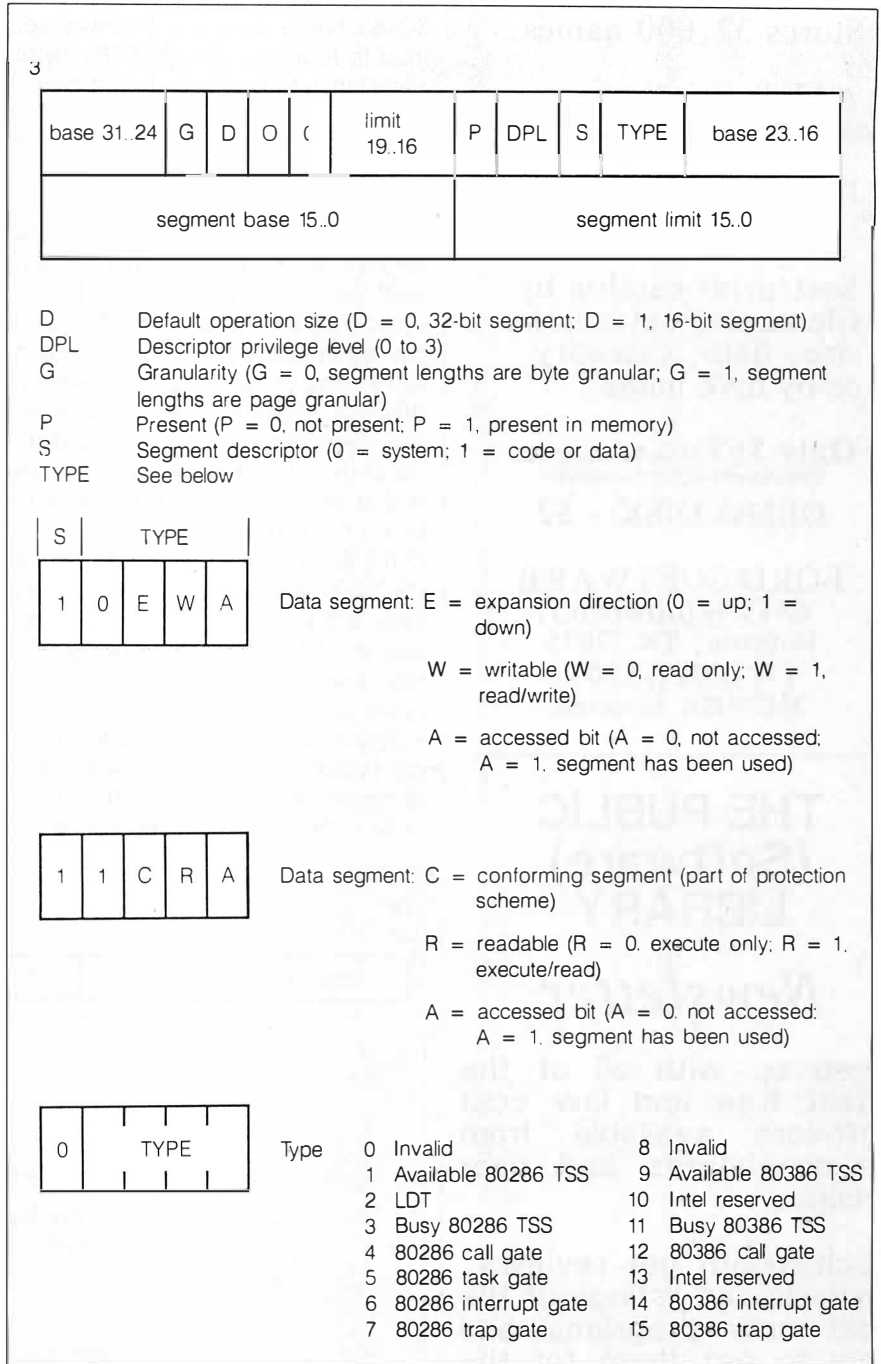 3
base 31..24 G D O limit 19..16 P DPL S TYPE base 23..16
segment base 15..0 segment limit 15..0
D Default operation size (D = 0, 32-bit segment; D = 1, 16-bit segment)
DPL Descriptor privilege level (0 to 3)
G Granularity (G = 0, segment lengths are byte granular; G = 1, segment
lengths are page granular)
P Present (P = 0, not present; P = 1, present in memory)
S Segment descriptor (0 = system; 1 = code or data)
TYPE See below
S TYPE
1 0 E W A
Data segment: E = expansion direction (0 = up; 1 =
down)
W = writable (W = 0, read only; W = 1,
read/write)
A = accessed bit (A = 0, not accessed;
A = 1, segment has been used)
1 1 C R A
Data segment: C = conforming segment (part of protection
scheme)
R = readable (R = 0. execute only; R = 1,
execute/read)
A = accessed bit (A = 0. not accessed:
A = 1. segment has been used)
0 TYPE
Type 0 Invalid 8 Invalid
1 Available 80286 TSS 9 Available 80386 TSS
2 LDT 10 Intel reserved
3 Busy 80286 TSS 11 Busy 80386 TSS
4 80286 call gate 12 80386 call gate
5 80286 task gate 13 Intel reserved
6 80286 interrupt gate 14 80386 interrupt gate
7 80286 trap gate 15 80386 trap gate